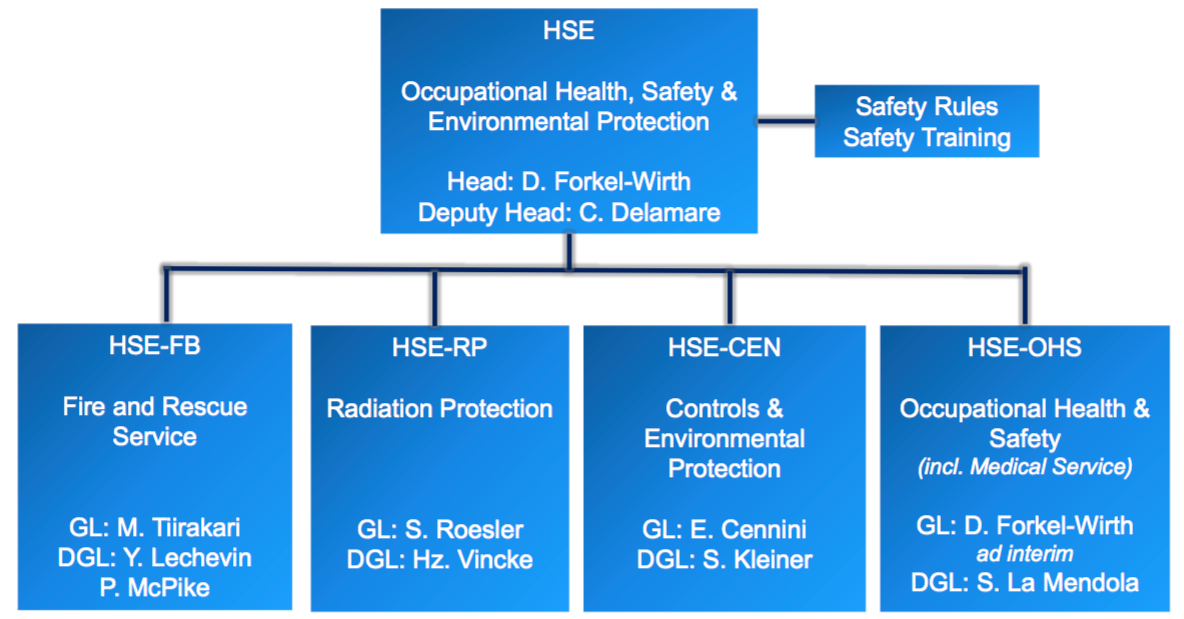 HSE
Occupational Health, Safety &
Environmental Protection
Head: D. Forkel-Wirth
Deputy Head: C. Delamare
Safety Rules
Safety Training
HSE-FB
Fire and Rescue
Service
GL: M. Tiirakari
DGL: Y. Lechevin
P. McPike
HSE-RP
Radiation Protection
GL: S. Roesler
DGL: Hz. Vincke
HSE-CEN
Controls &
Environmental
Protection
GL: E. Cennini
DGL: S. Kleiner
HSE-OHS
Occupational Health &
Safety
(incl. Medical Service)
GL: D. Forkel-Wirth
ad interim
DGL: S. La Mendola